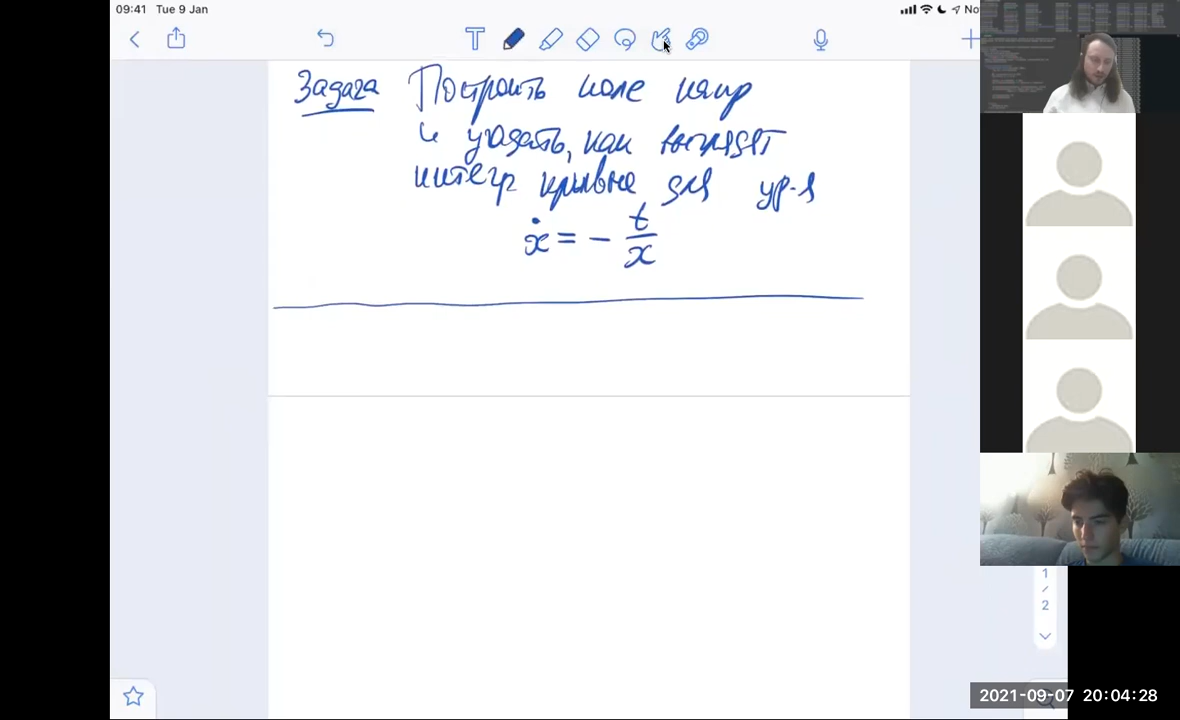 09:41 Tue 9 Jan
No
Задача Построить поле напр
и указать, как выглядят
интегр кривые для ур-я
ẋ = - t/x
1
/
2
2021-09-07 20:04:28